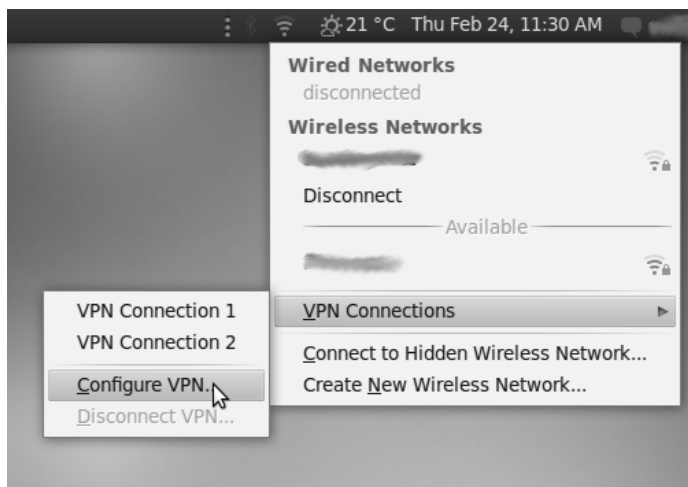 21 °C Thu Feb 24, 11:30 AM
Wired Networks
disconnected
Wireless Networks
Disconnect
Available
VPN Connections
Connect to Hidden Wireless Network...
Create New Wireless Network...
VPN Connection 1
VPN Connection 2
Configure VPN...
Disconnect VPN...